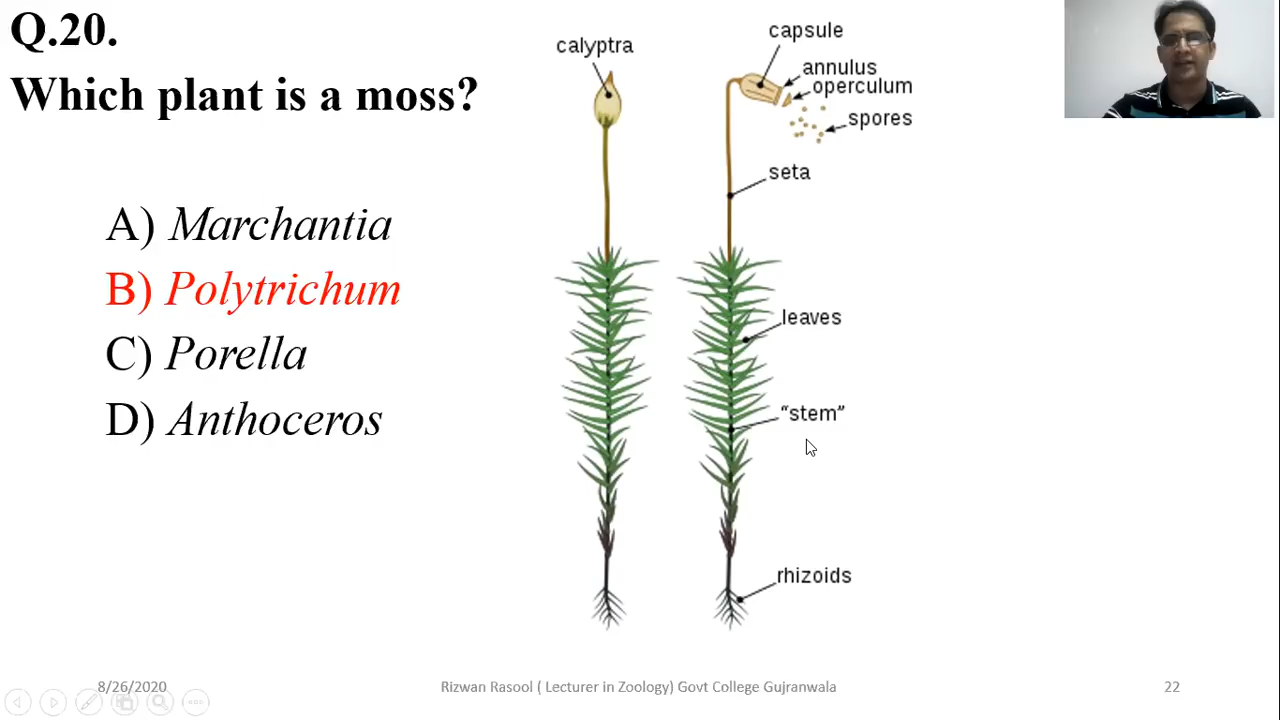 Q.20.
Which plant is a moss?
A) Marchantia
B) Polytrichum
C) Porella
D) Anthoceros
calyptra
capsule
annulus
operculum
spores
seta
leaves
“stem”
rhizoids
8/26/2020
Rizwan Rasool ( Lecturer in Zoology) Govt College Gujranwala
22